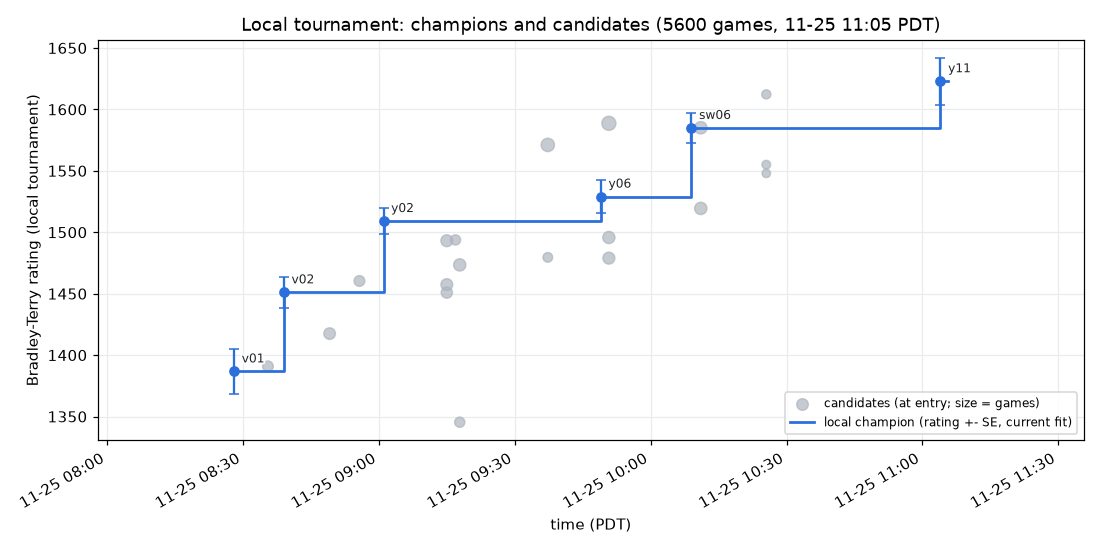 Local tournament: champions and candidates (5600 games, 11-25 11:05 PDT)
Bradley-Terry rating (local tournament)
1650
1600
1550
1500
1450
1400
1350
v01
v02
y02
y06
sw06
y11
candidates (at entry; size = games)
local champion (rating +- SE, current fit)
11-25 08:00
11-25 08:30
11-25 09:00
11-25 09:30
11-25 10:00
11-25 10:30
11-25 11:00
11-25 11:30
time (PDT)